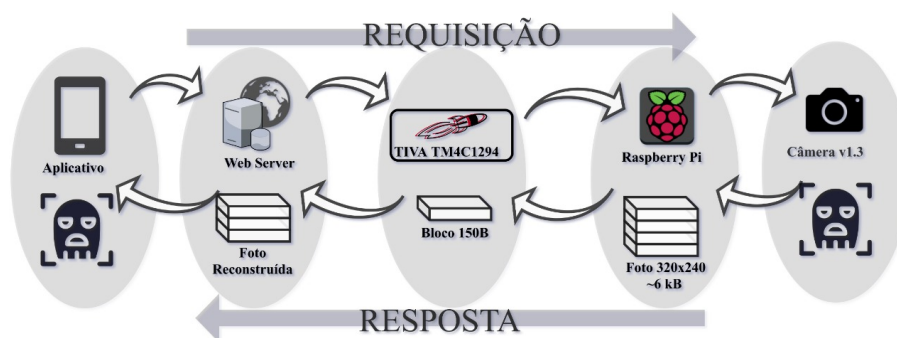 REQUISIÇÃO
Aplicativo
Web Server
TIVA TM4C1294
Raspberry Pi
Câmera v1.3
Foto
Reconstruída
Bloco 150B
Foto 320x240
~6 kB
RESPOSTA